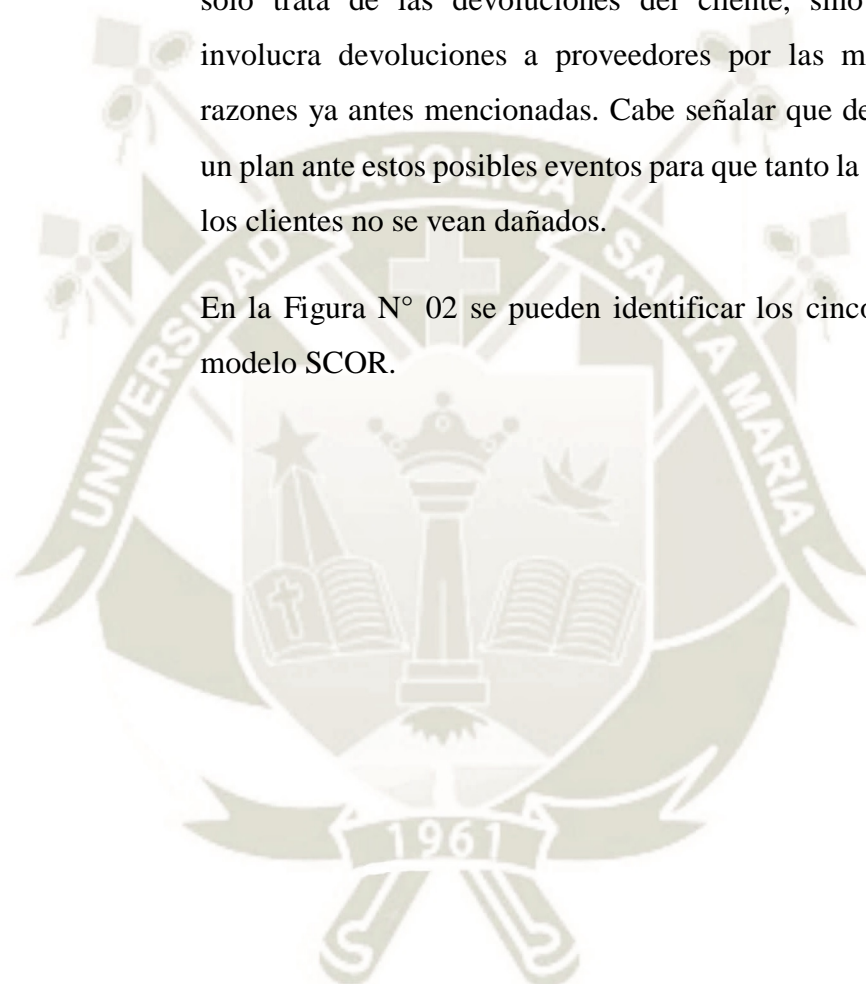 solo trata de las devoluciones del cliente, sino
involucra devoluciones a proveedores por las m
razones ya antes mencionadas. Cabe señalar que de
un plan ante estos posibles eventos para que tanto la
los clientes no se vean dañados.
En la Figura N° 02 se pueden identificar los cinco
modelo SCOR.
UNIVERSIDAD CATOLICA SANTA MARIA
1961